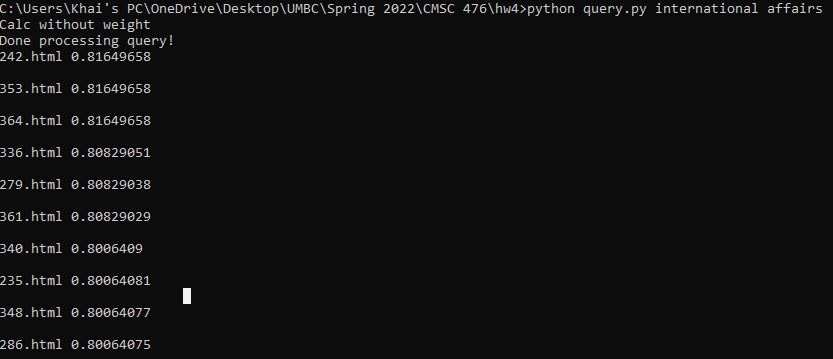 C:\Users\Khai's PC\OneDrive\Desktop\UMBC\Spring 2022\CMSC 476\hw4>python query.py international affairs
Calc without weight
Done processing query!
242.html 0.81649658
353.html 0.81649658
364.html 0.81649658
336.html 0.80829051
279.html 0.80829038
361.html 0.80829029
340.html 0.8006409
235.html 0.80064081
348.html 0.80064077
286.html 0.80064075